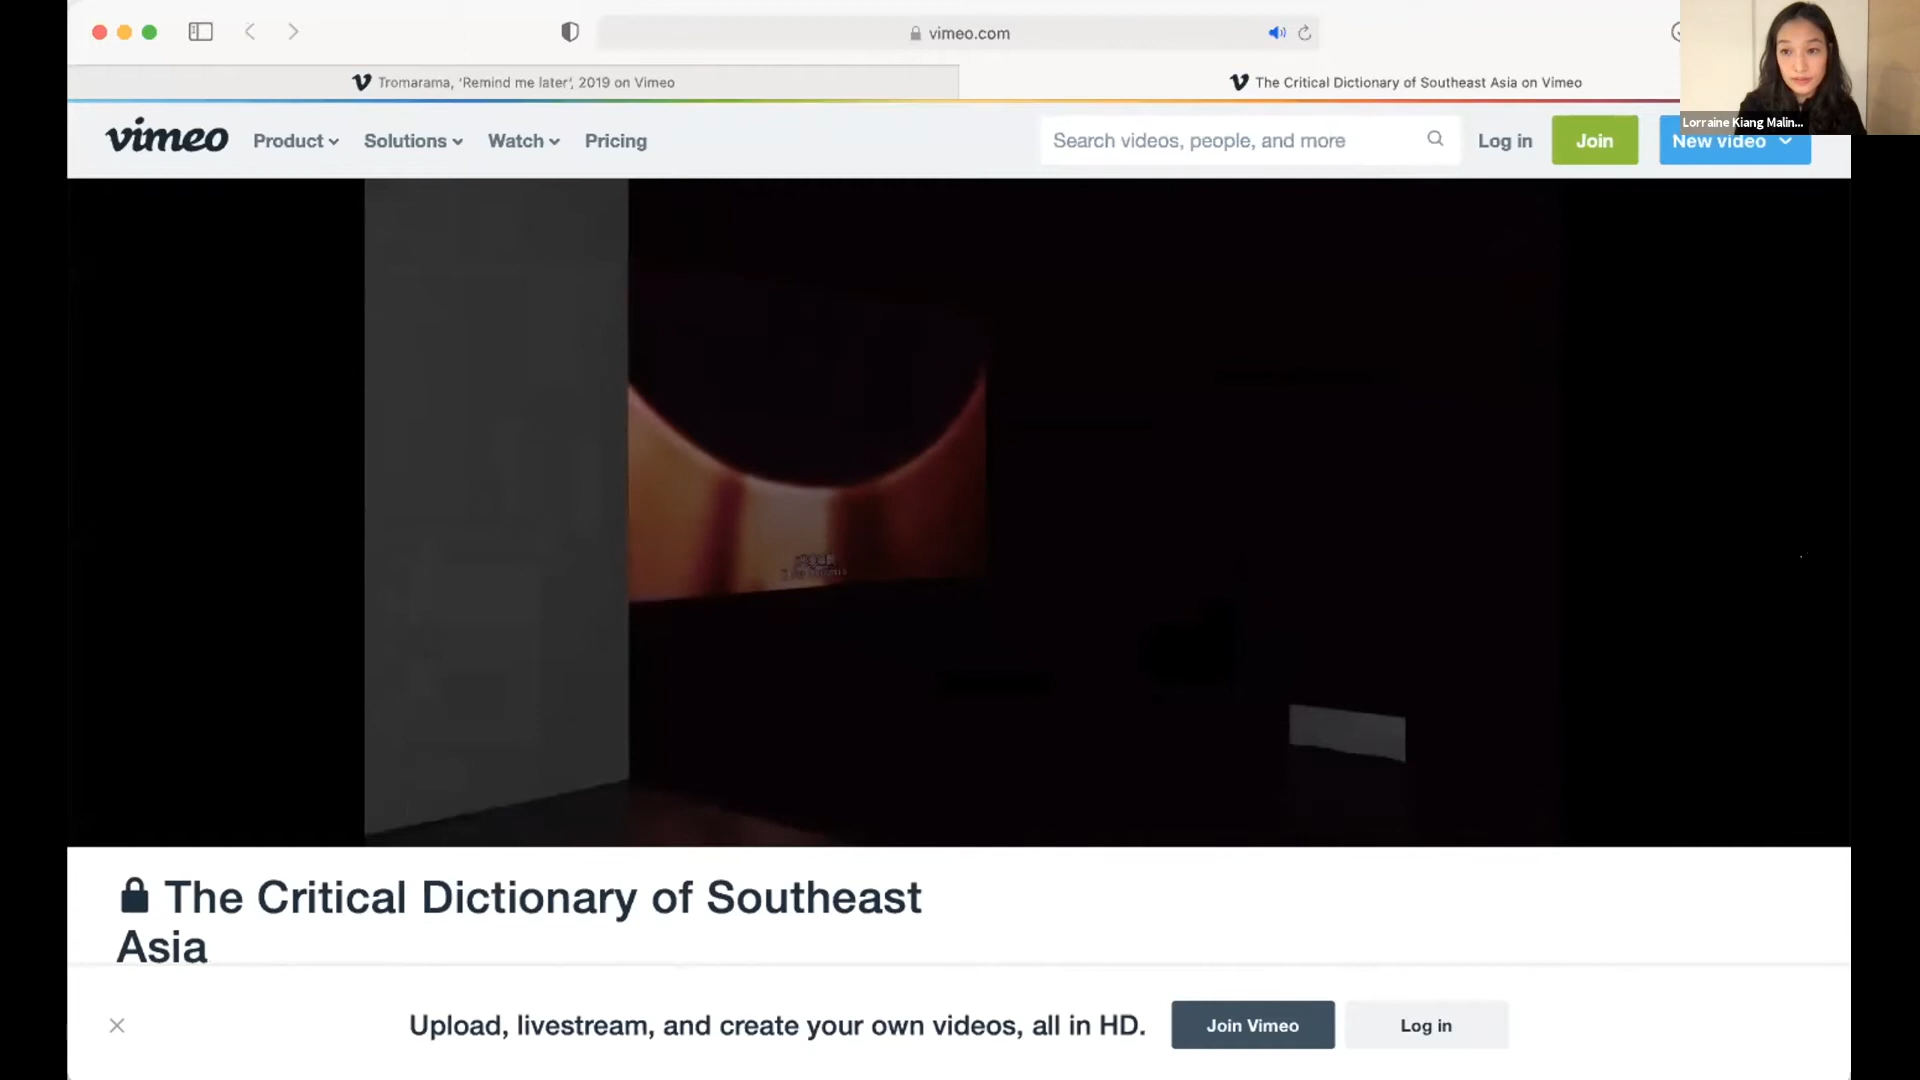 vimeo.com
Tromarama, ‘Remind me later’, 2019 on Vimeo
The Critical Dictionary of Southeast Asia on Vimeo
Lorraine Kiang Malin...
vimeo
Product
Solutions
Watch
Pricing
Search videos, people, and more
Log in
Join
New video
The Critical Dictionary of Southeast
Asia
Upload, livestream, and create your own videos, all in HD.
Join Vimeo
Log in